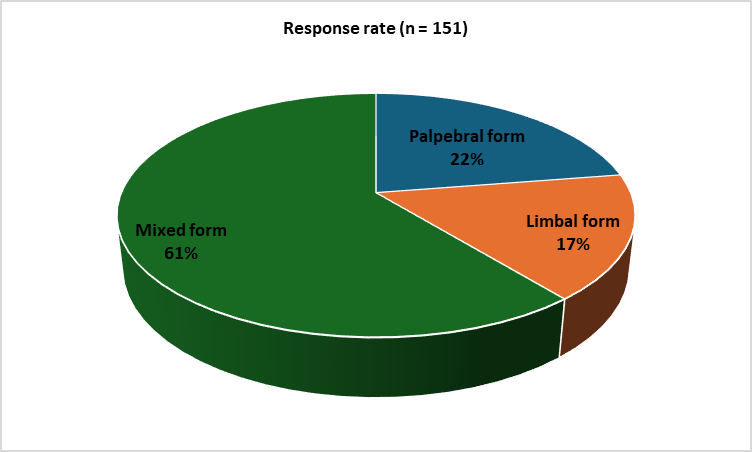 Response rate (n = 151)
Palpebral form
22%
Limbal form
17%
Mixed form
61%